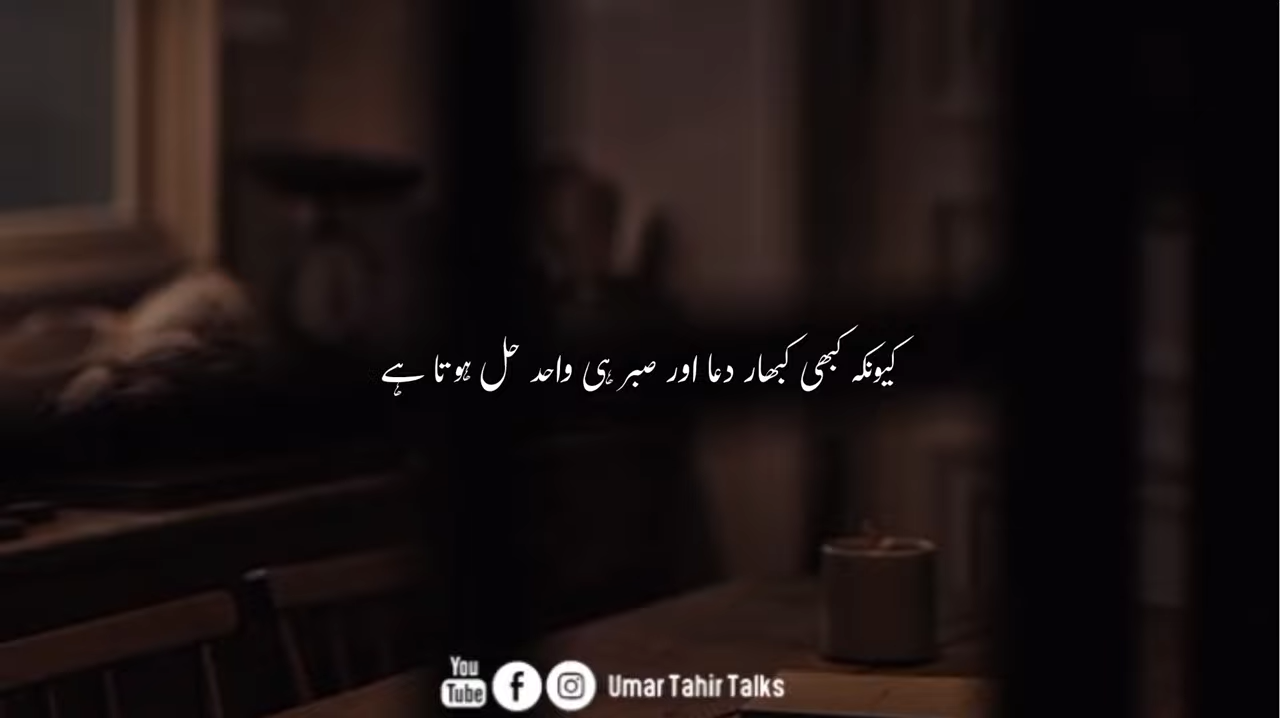 کیونکہ کبھی کبھار دعا اور صبر ہی واحد حل ہوتا ہے
You Tube Umar Tahir Talks